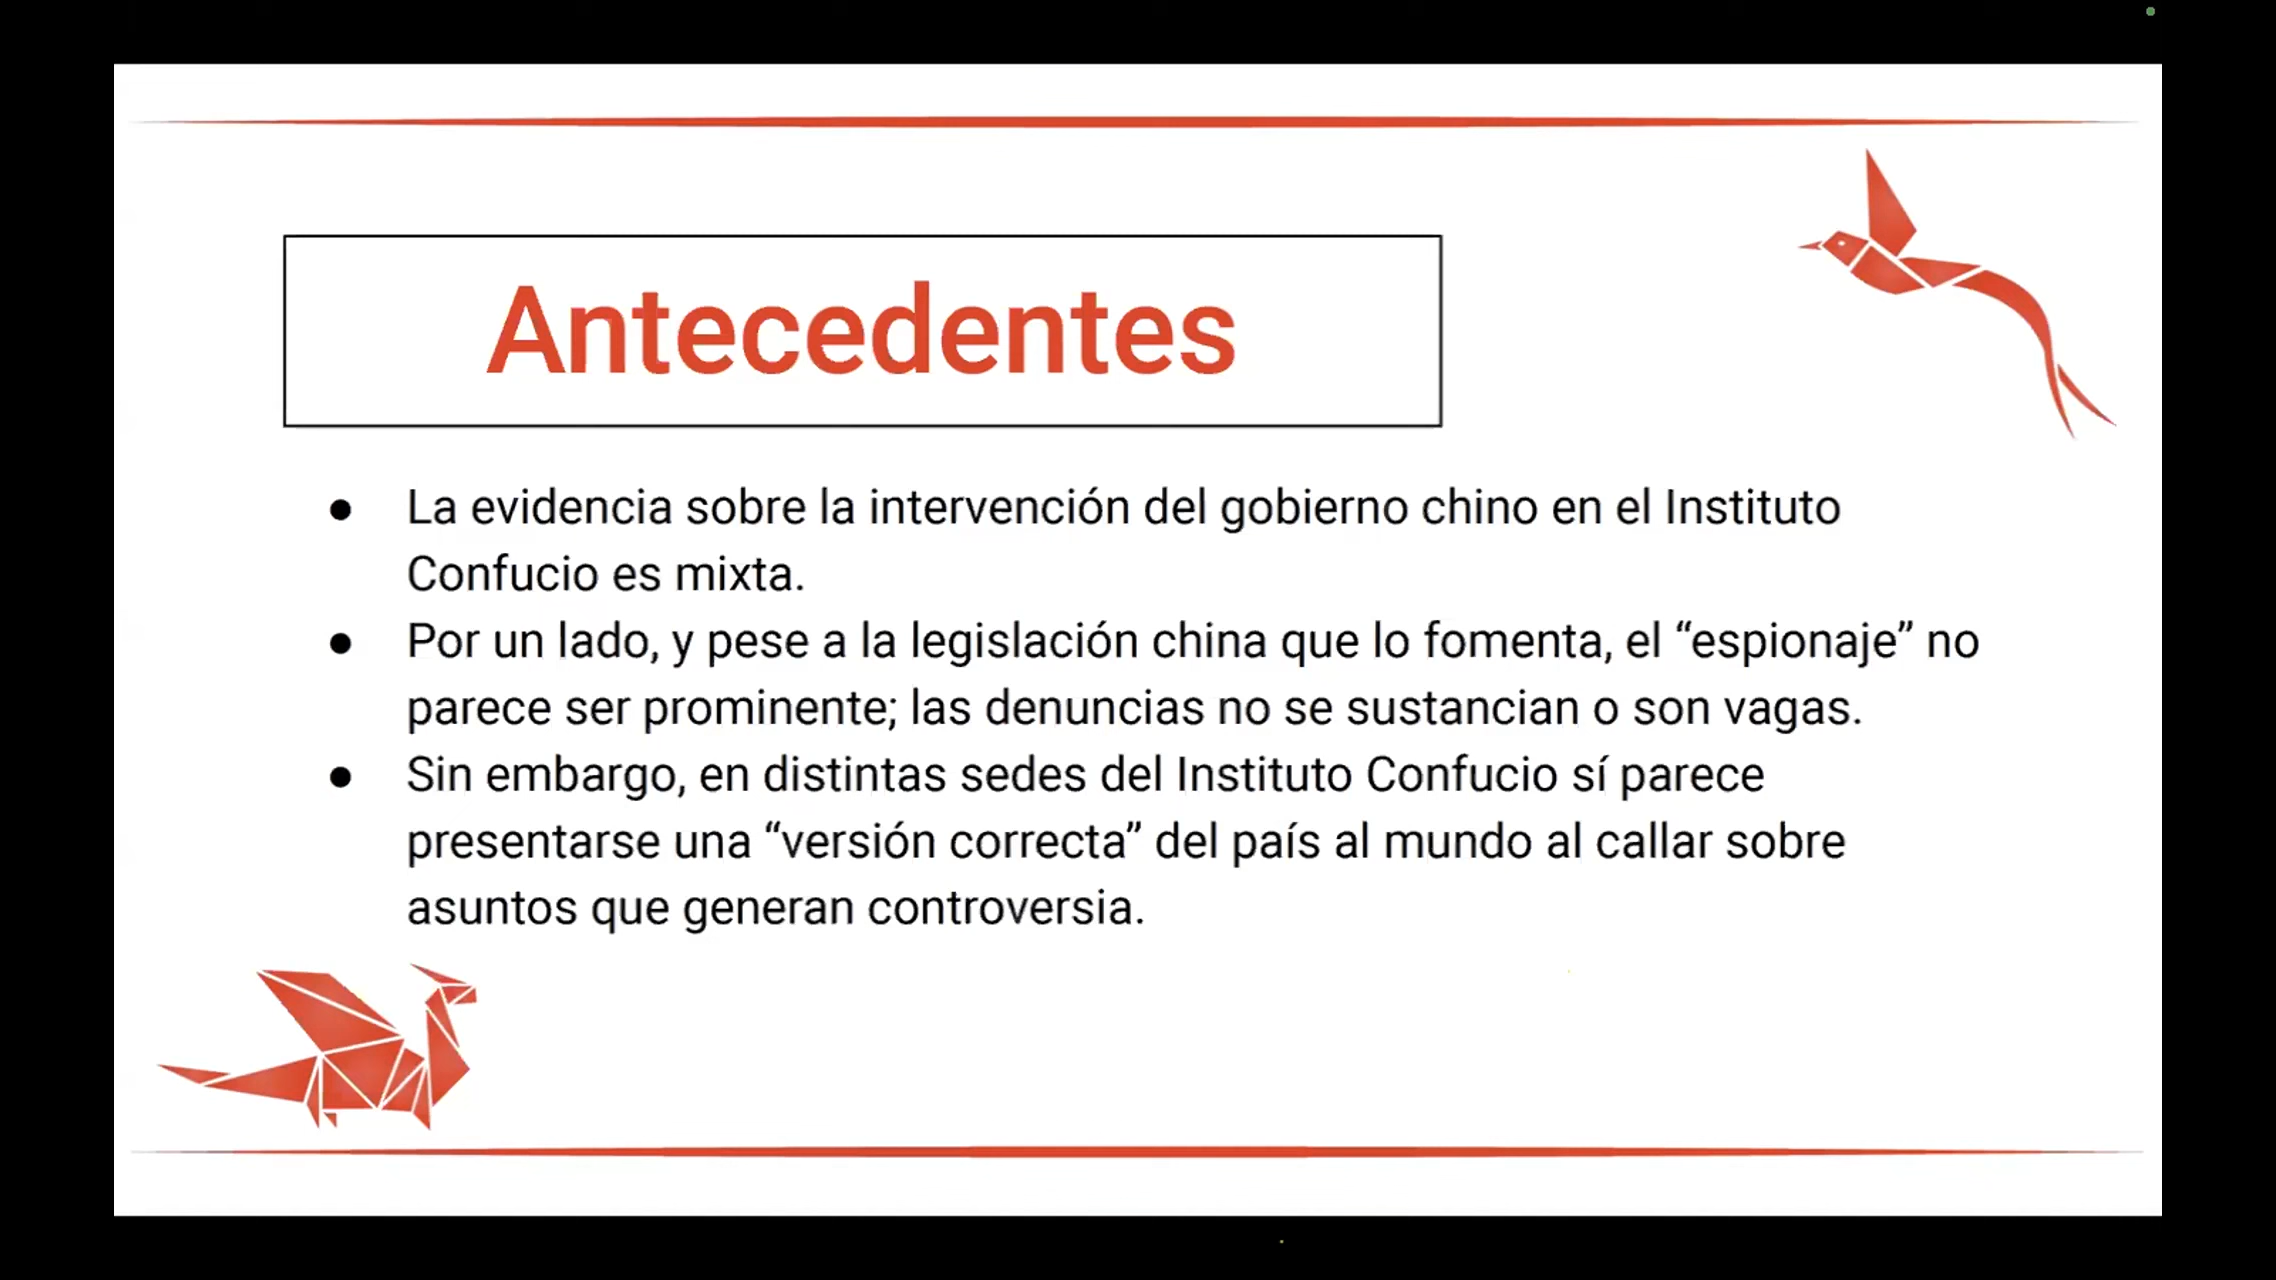 Antecedentes
● La evidencia sobre la intervención del gobierno chino en el Instituto
Confucio es mixta.
● Por un lado, y pese a la legislación china que lo fomenta, el “espionaje” no
parece ser prominente; las denuncias no se sustancian o son vagas.
● Sin embargo, en distintas sedes del Instituto Confucio sí parece
presentarse una “versión correcta” del país al mundo al callar sobre
asuntos que generan controversia.